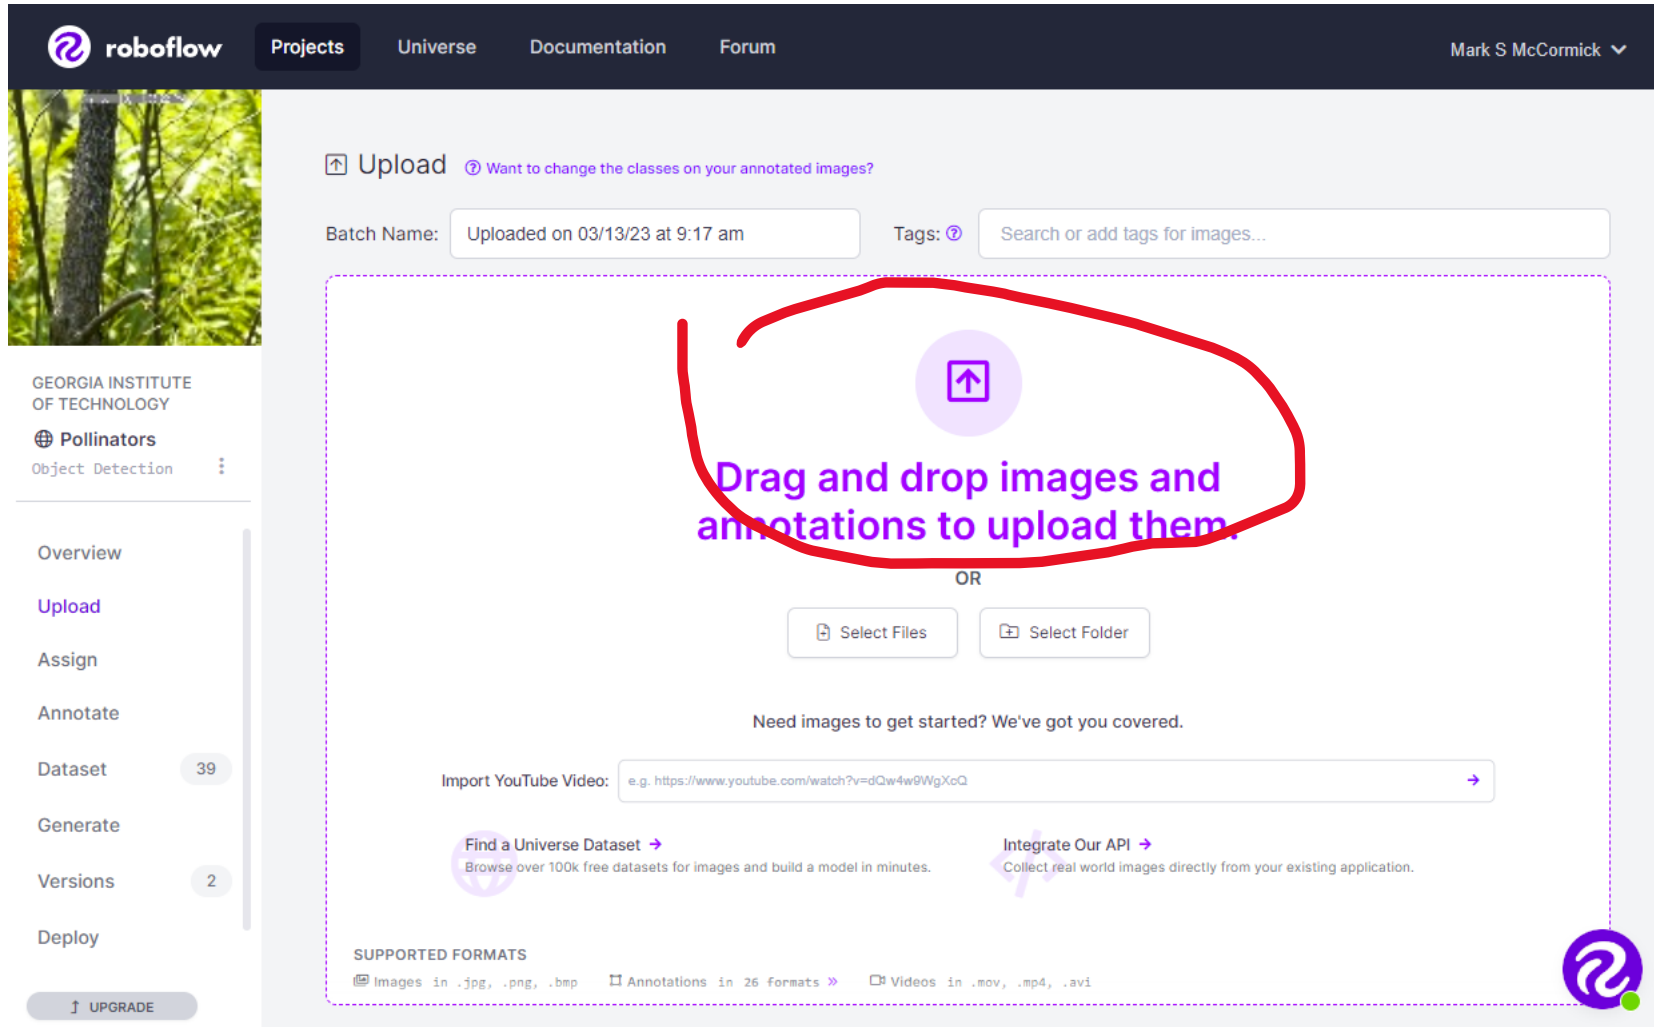 roboflow
Projects
Universe
Documentation
Forum
Mark S McCormick
Upload
Want to change the classes on your annotated images?
Batch Name:
Uploaded on 03/13/23 at 9:17 am
Tags:
Search or add tags for images...
GEORGIA INSTITUTE
OF TECHNOLOGY
Pollinators
Object Detection
Overview
Upload
Assign
Annotate
Dataset 39
Generate
Versions 2
Deploy
UPGRADE
Drag and drop images and
annotations to upload them.
OR
Select Files
Select Folder
Need images to get started? We've got you covered.
Import YouTube Video:
e.g. https://www.youtube.com/watch?v=dQw4w9WgXcQ
Find a Universe Dataset
Browse over 100k free datasets for images and build a model in minutes.
Integrate Our API
Collect real world images directly from your existing application.
SUPPORTED FORMATS
Images in .jpg, .png, .bmp
Annotations in 26 formats »
Videos in .mov, .mp4, .avi